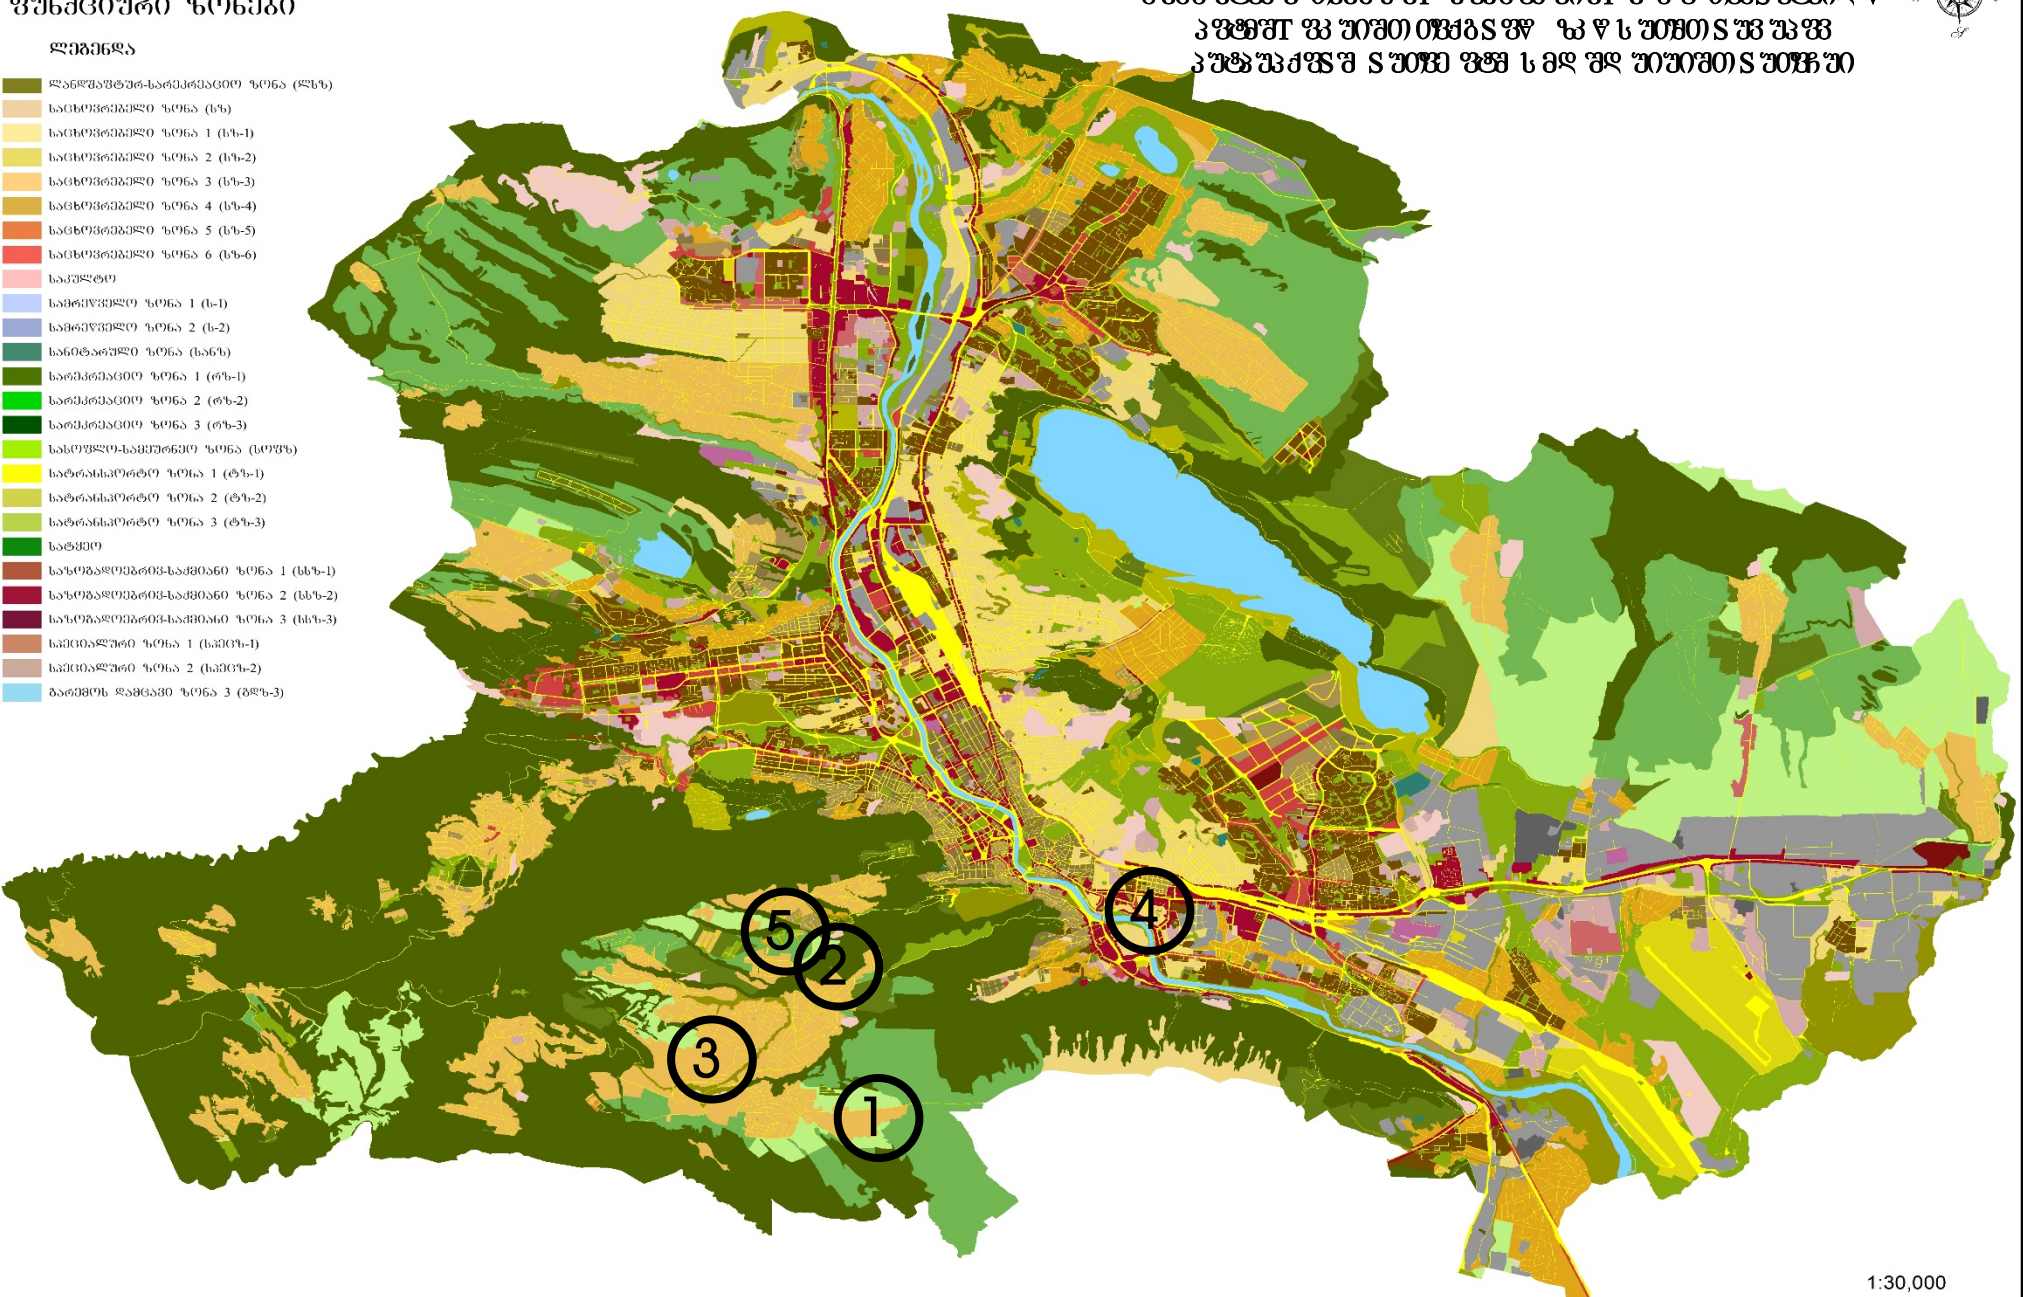 ფუნქციური ზონები
ლეგენდა
ლანდშაფტურ-სარეკრეაციო ზონა (ლსზ)
საცხოვრებელი ზონა (სზ)
საცხოვრებელი ზონა 1 (სზ-1)
საცხოვრებელი ზონა 2 (სზ-2)
საცხოვრებელი ზონა 3 (სზ-3)
საცხოვრებელი ზონა 4 (სზ-4)
საცხოვრებელი ზონა 5 (სზ-5)
საცხოვრებელი ზონა 6 (სზ-6)
საკულტო
სამრეწველო ზონა 1 (ს-1)
სამრეწველო ზონა 2 (ს-2)
სანიტარული ზონა (სანზ)
სარეკრეაციო ზონა 1 (რზ-1)
სარეკრეაციო ზონა 2 (რზ-2)
სარეკრეაციო ზონა 3 (რზ-3)
სასოფლო-სამეურნეო ზონა (სოფზ)
სატრანსპორტო ზონა 1 (ტზ-1)
სატრანსპორტო ზონა 2 (ტზ-2)
სატრანსპორტო ზონა 3 (ტზ-3)
სატყეო
საზოგადოებრივ-საქმიანი ზონა 1 (სსზ-1)
საზოგადოებრივ-საქმიანი ზონა 2 (სსზ-2)
საზოგადოებრივ-საქმიანი ზონა 3 (სსზ-3)
სპეციალური ზონა 1 (სპეცზ-1)
სპეციალური ზონა 2 (სპეცზ-2)
გარემოს დამცავი ზონა 3 (გდზ-3)
5
2
4
3
1
1:30,000